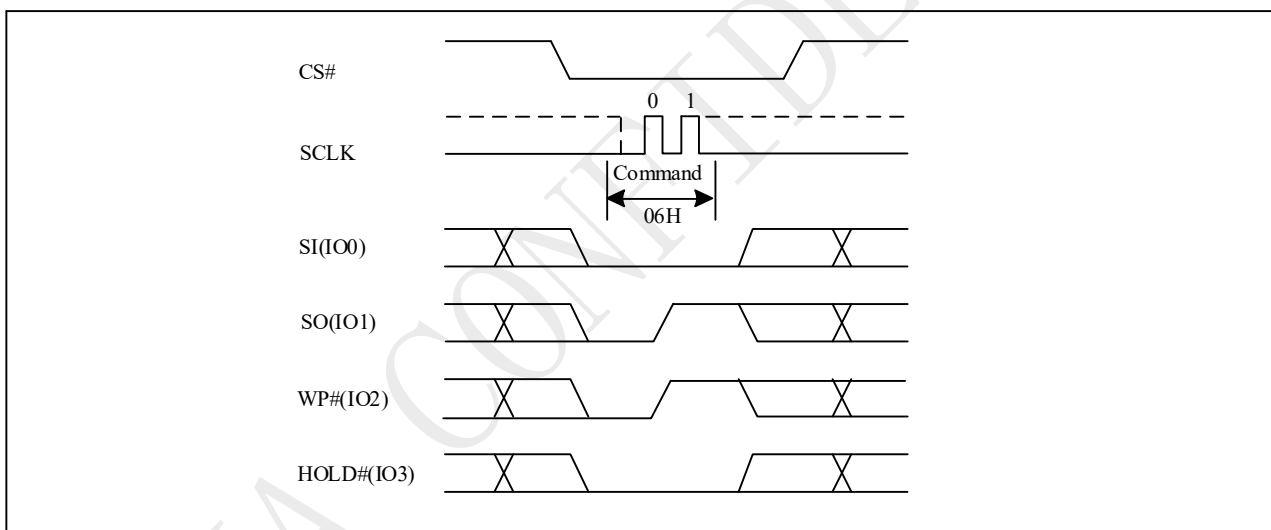 CS#
0 1
SCLK
Command
06H
SI(IO0)
SO(IO1)
WP#(IO2)
HOLD#(IO3)